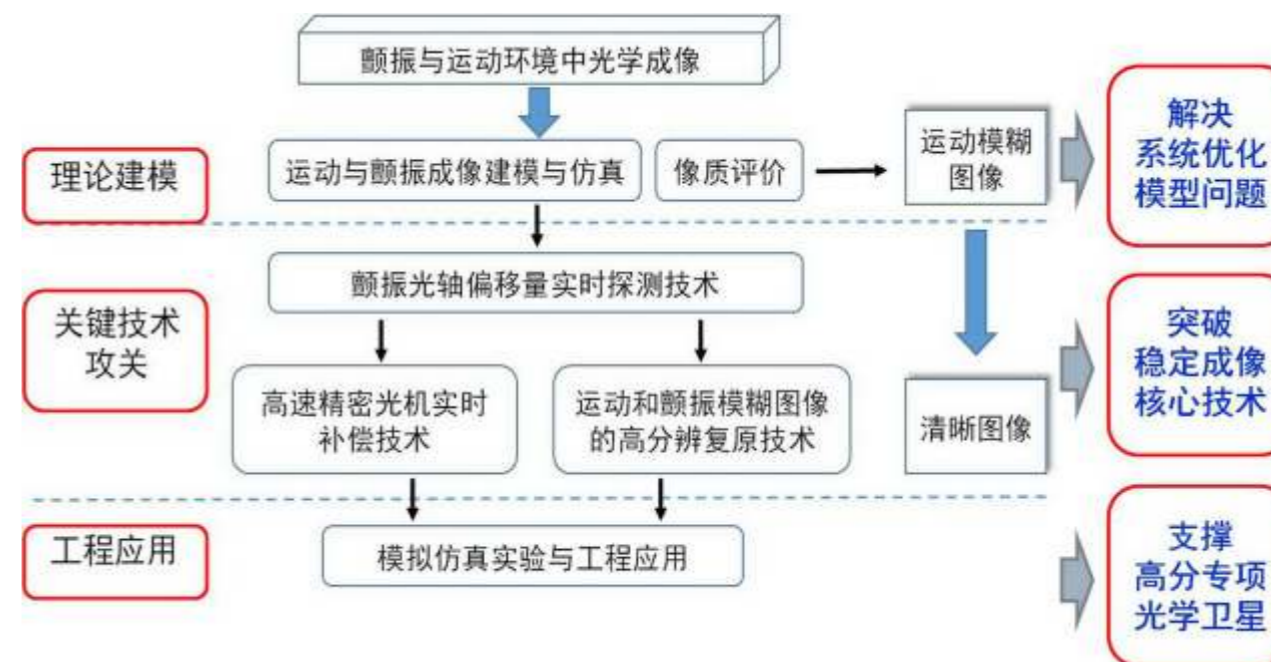 颤振与运动环境中光学成像
理论建模
运动与颤振成像建模与仿真
像质评价
运动模糊
图像
解决
系统优化
模型问题
关键技术
攻关
颤振光轴偏移量实时探测技术
高速精密光机实时
补偿技术
运动和颤振模糊图像
的高分辨复原技术
清晰图像
突破
稳定成像
核心技术
工程应用
模拟仿真实验与工程应用
支撑
高分专项
光学卫星